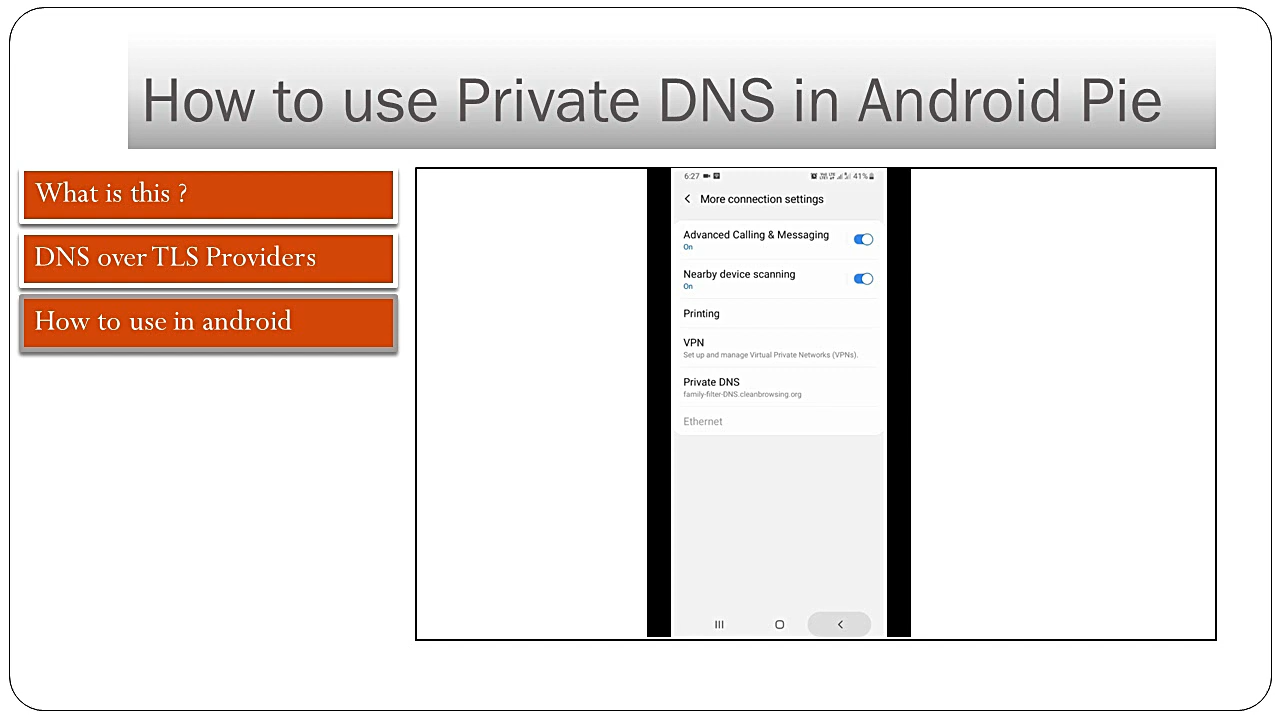 How to use Private DNS in Android Pie
What is this ?
DNS over TLS Providers
How to use in android
6:27
41%
More connection settings
Advanced Calling & Messaging
On
Nearby device scanning
On
Printing
VPN
Set up and manage Virtual Private Networks (VPNs).
Private DNS
family-filter-DNS.cleanbrowsing.org
Ethernet